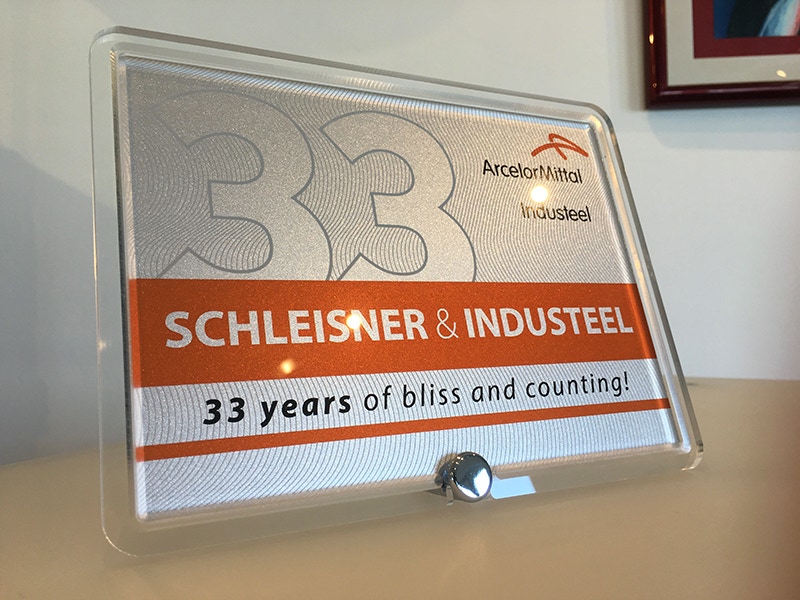 33
ArcelorMittal
Industeel
SCHLEISNER & INDUSTEEL
33 years of bliss and counting!